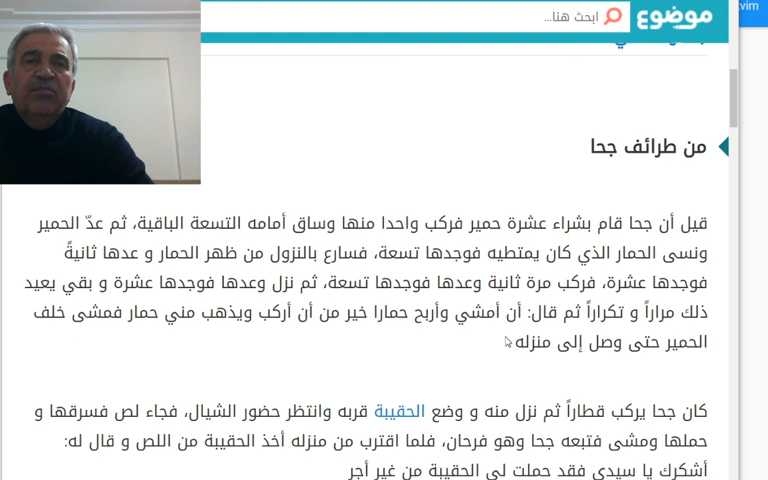 vim.
موضوع
ابحث هنا...
من طرائف جحا
قيل أن جحا قام بشراء عشرة حمير فركب واحدا منها وساق أمامه التسعة الباقية، ثم عدّ الحمير
ونسى الحمار الذي كان يمتطيه فوجدها تسعة، فسارع بالنزول من ظهر الحمار و عدها ثانيةً
فوجدها عشرة، فركب مرة ثانية وعدها فوجدها تسعة، ثم نزل وعدها فوجدها عشرة و بقي يعيد
ذلك مراراً و تكراراً ثم قال: أن أمشي وأربح حمارا خير من أن أركب ويذهب مني حمار فمشى خلف
الحمير حتى وصل إلى منزله.
كان جحا يركب قطاراً ثم نزل منه و وضع الحقيبة قربه وانتظر حضور الشيال، فجاء لص فسرقها و
حملها ومشى فتبعه جحا وهو فرحان، فلما اقترب من منزله أخذ الحقيبة من اللص و قال له:
أشكرك يا سيدي فقد حملت لي الحقيبة من غير أجر